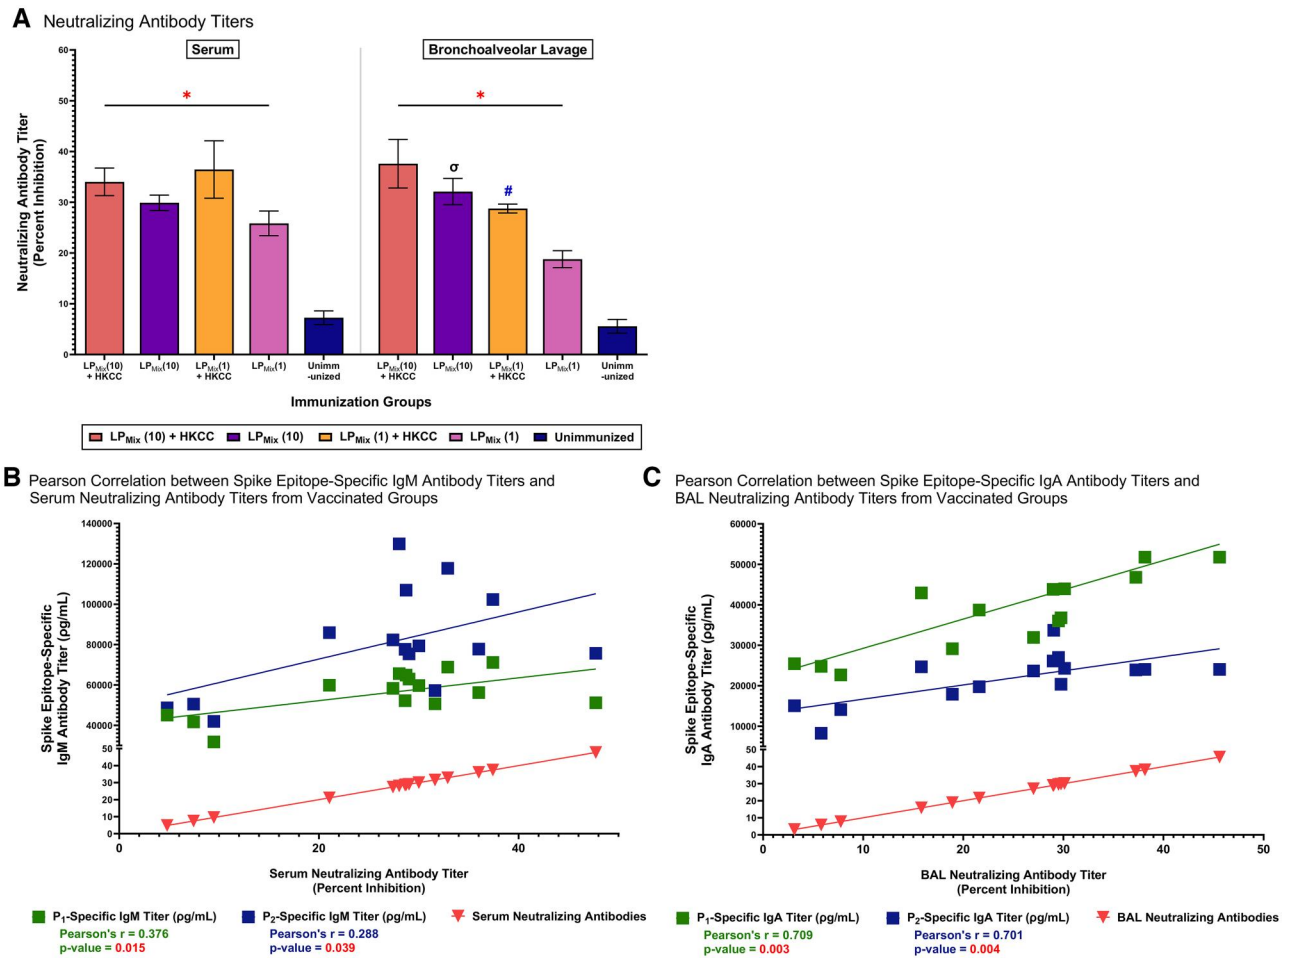 A Neutralizing Antibody Titers
Serum
Bronchoalveolar Lavage
Neutralizing Antibody Titer
(Percent Inhibition)
60
50
40
30
20
10
0
*
*
σ
#
LPMix(10)
+ HKCC
LPMix(10)
LPMix(1)
+ HKCC
LPMix(1)
Unimm
-unized
LPMix(10)
+ HKCC
LPMix(10)
LPMix(1)
+ HKCC
LPMix(1)
Unimm
-unized
Immunization Groups
LPMix (10) + HKCC
LPMix (10)
LPMix (1) + HKCC
LPMix (1)
Unimmunized
B Pearson Correlation between Spike Epitope-Specific IgM Antibody Titers and
Serum Neutralizing Antibody Titers from Vaccinated Groups
Spike Epitope-Specific
IgM Antibody Titer (ρg/mL)
140000
120000
100000
80000
60000
40000
50
40
30
20
10
0
0
20
40
Serum Neutralizing Antibody Titer
(Percent Inhibition)
P1-Specific IgM Titer (ρg/mL)
Pearson's r = 0.376
p-value = 0.015
P2-Specific IgM Titer (ρg/mL)
Pearson's r = 0.288
p-value = 0.039
Serum Neutralizing Antibodies
C Pearson Correlation between Spike Epitope-Specific IgA Antibody Titers and
BAL Neutralizing Antibody Titers from Vaccinated Groups
Spike Epitope-Specific
IgA Antibody Titer (ρg/mL)
60000
50000
40000
30000
20000
10000
50
40
30
20
10
0
0
10
20
30
40
50
BAL Neutralizing Antibody Titer
(Percent Inhibition)
P1-Specific IgA Titer (ρg/mL)
Pearson's r = 0.709
p-value = 0.003
P2-Specific IgA Titer (ρg/mL)
Pearson's r = 0.701
p-value = 0.004
BAL Neutralizing Antibodies